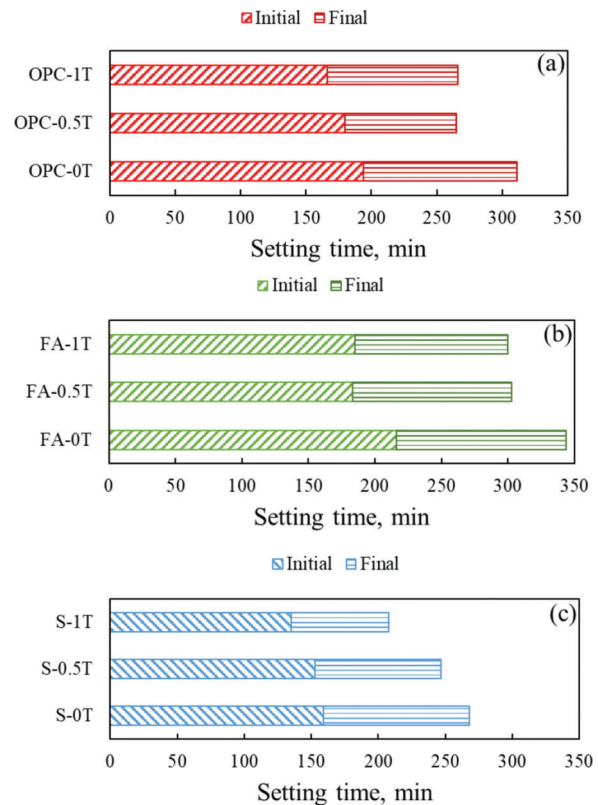 Initial Final
(a)
OPC-1T
OPC-0.5T
OPC-0T
0 50 100 150 200 250 300 350
Setting time, min
Initial Final
(b)
FA-1T
FA-0.5T
FA-0T
0 50 100 150 200 250 300 350
Setting time, min
Initial Final
(c)
S-1T
S-0.5T
S-0T
0 50 100 150 200 250 300 350
Setting time, min